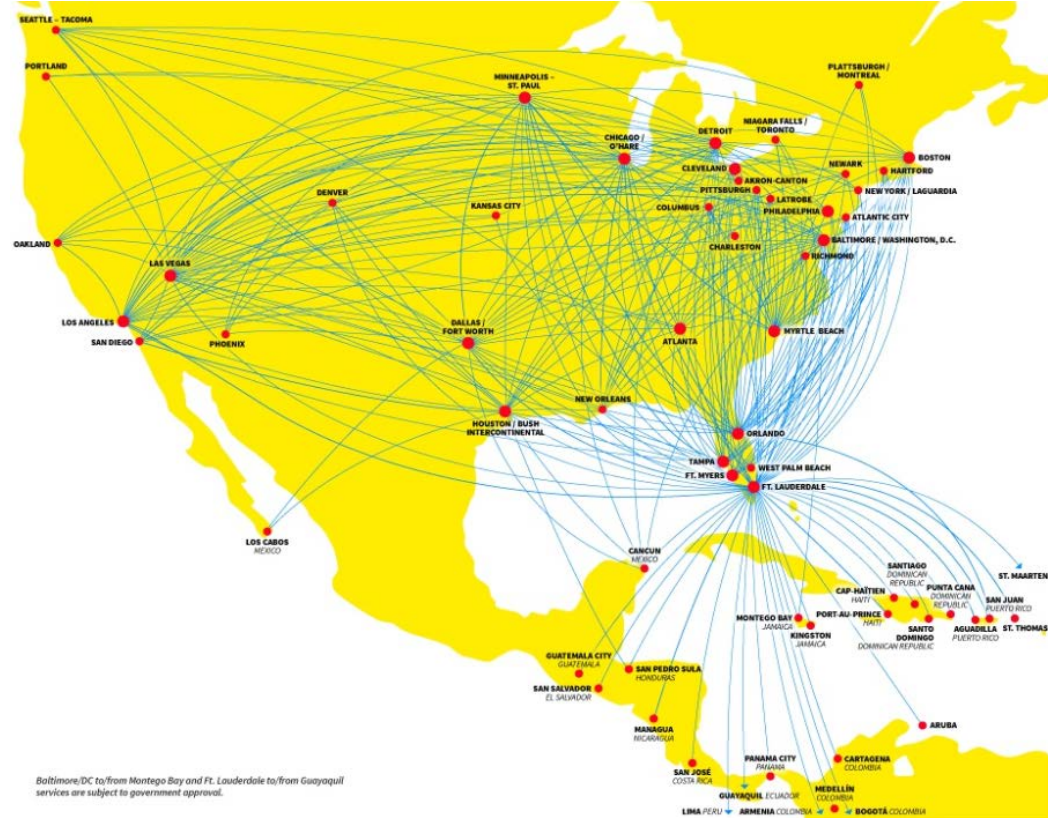 SEATTLE – TACOMA
PORTLAND
MINNEAPOLIS –
ST. PAUL
PLATTSBURGH /
MONTREAL
CHICAGO /
O'HARE
DETROIT
NIAGARA FALLS /
TORONTO
BOSTON
CLEVELAND
NEWARK
HARTFORD
AKRON-CANTON
PITTSBURGH
NEW YORK / LAGUARDIA
LATROBE
DENVER
KANSAS CITY
COLUMBUS
PHILADELPHIA
ATLANTIC CITY
OAKLAND
CHARLESTON
BALTIMORE / WASHINGTON, D.C.
RICHMOND
LAS VEGAS
LOS ANGELES
SAN DIEGO
PHOENIX
DALLAS /
FORT WORTH
ATLANTA
MYRTLE BEACH
NEW ORLEANS
HOUSTON / BUSH
INTERCONTINENTAL
ORLANDO
TAMPA
WEST PALM BEACH
FT. MYERS
FT. LAUDERDALE
LOS CABOS
MEXICO
CANCUN
MEXICO
SANTIAGO
DOMINICAN
REPUBLIC
ST. MAARTEN
CAP-HAÏTIEN
HAITI
PUNTA CANA
DOMINICAN
REPUBLIC
SAN JUAN
PUERTO RICO
MONTEGO BAY
JAMAICA
PORT-AU-PRINCE
HAITI
KINGSTON
JAMAICA
SANTO
DOMINGO
DOMINICAN REPUBLIC
AGUADILLA
PUERTO RICO
ST. THOMAS
GUATEMALA CITY
GUATEMALA
SAN PEDRO SULA
HONDURAS
SAN SALVADOR
EL SALVADOR
MANAGUA
NICARAGUA
ARUBA
SAN JOSÉ
COSTA RICA
PANAMA CITY
PANAMA
CARTAGENA
COLOMBIA
GUAYAQUIL ECUADOR
MEDELLÍN
COLOMBIA
LIMA PERU
ARMENIA COLOMBIA
BOGOTÁ COLOMBIA
Baltimore/DC to/from Montego Bay and Ft. Lauderdale to/from Guayaquil
services are subject to government approval.